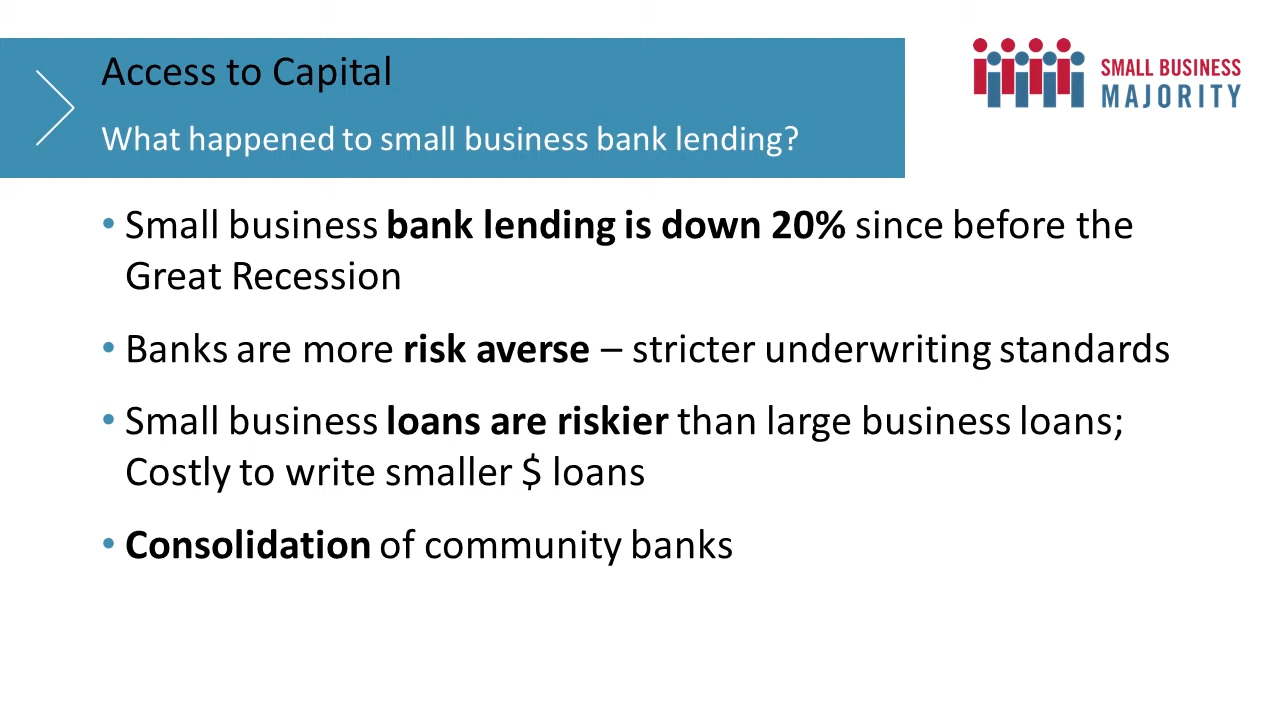 Access to Capital
What happened to small business bank lending?
SMALL BUSINESS
MAJORITY
• Small business bank lending is down 20% since before the
Great Recession
• Banks are more risk averse – stricter underwriting standards
• Small business loans are riskier than large business loans;
Costly to write smaller $ loans
• Consolidation of community banks